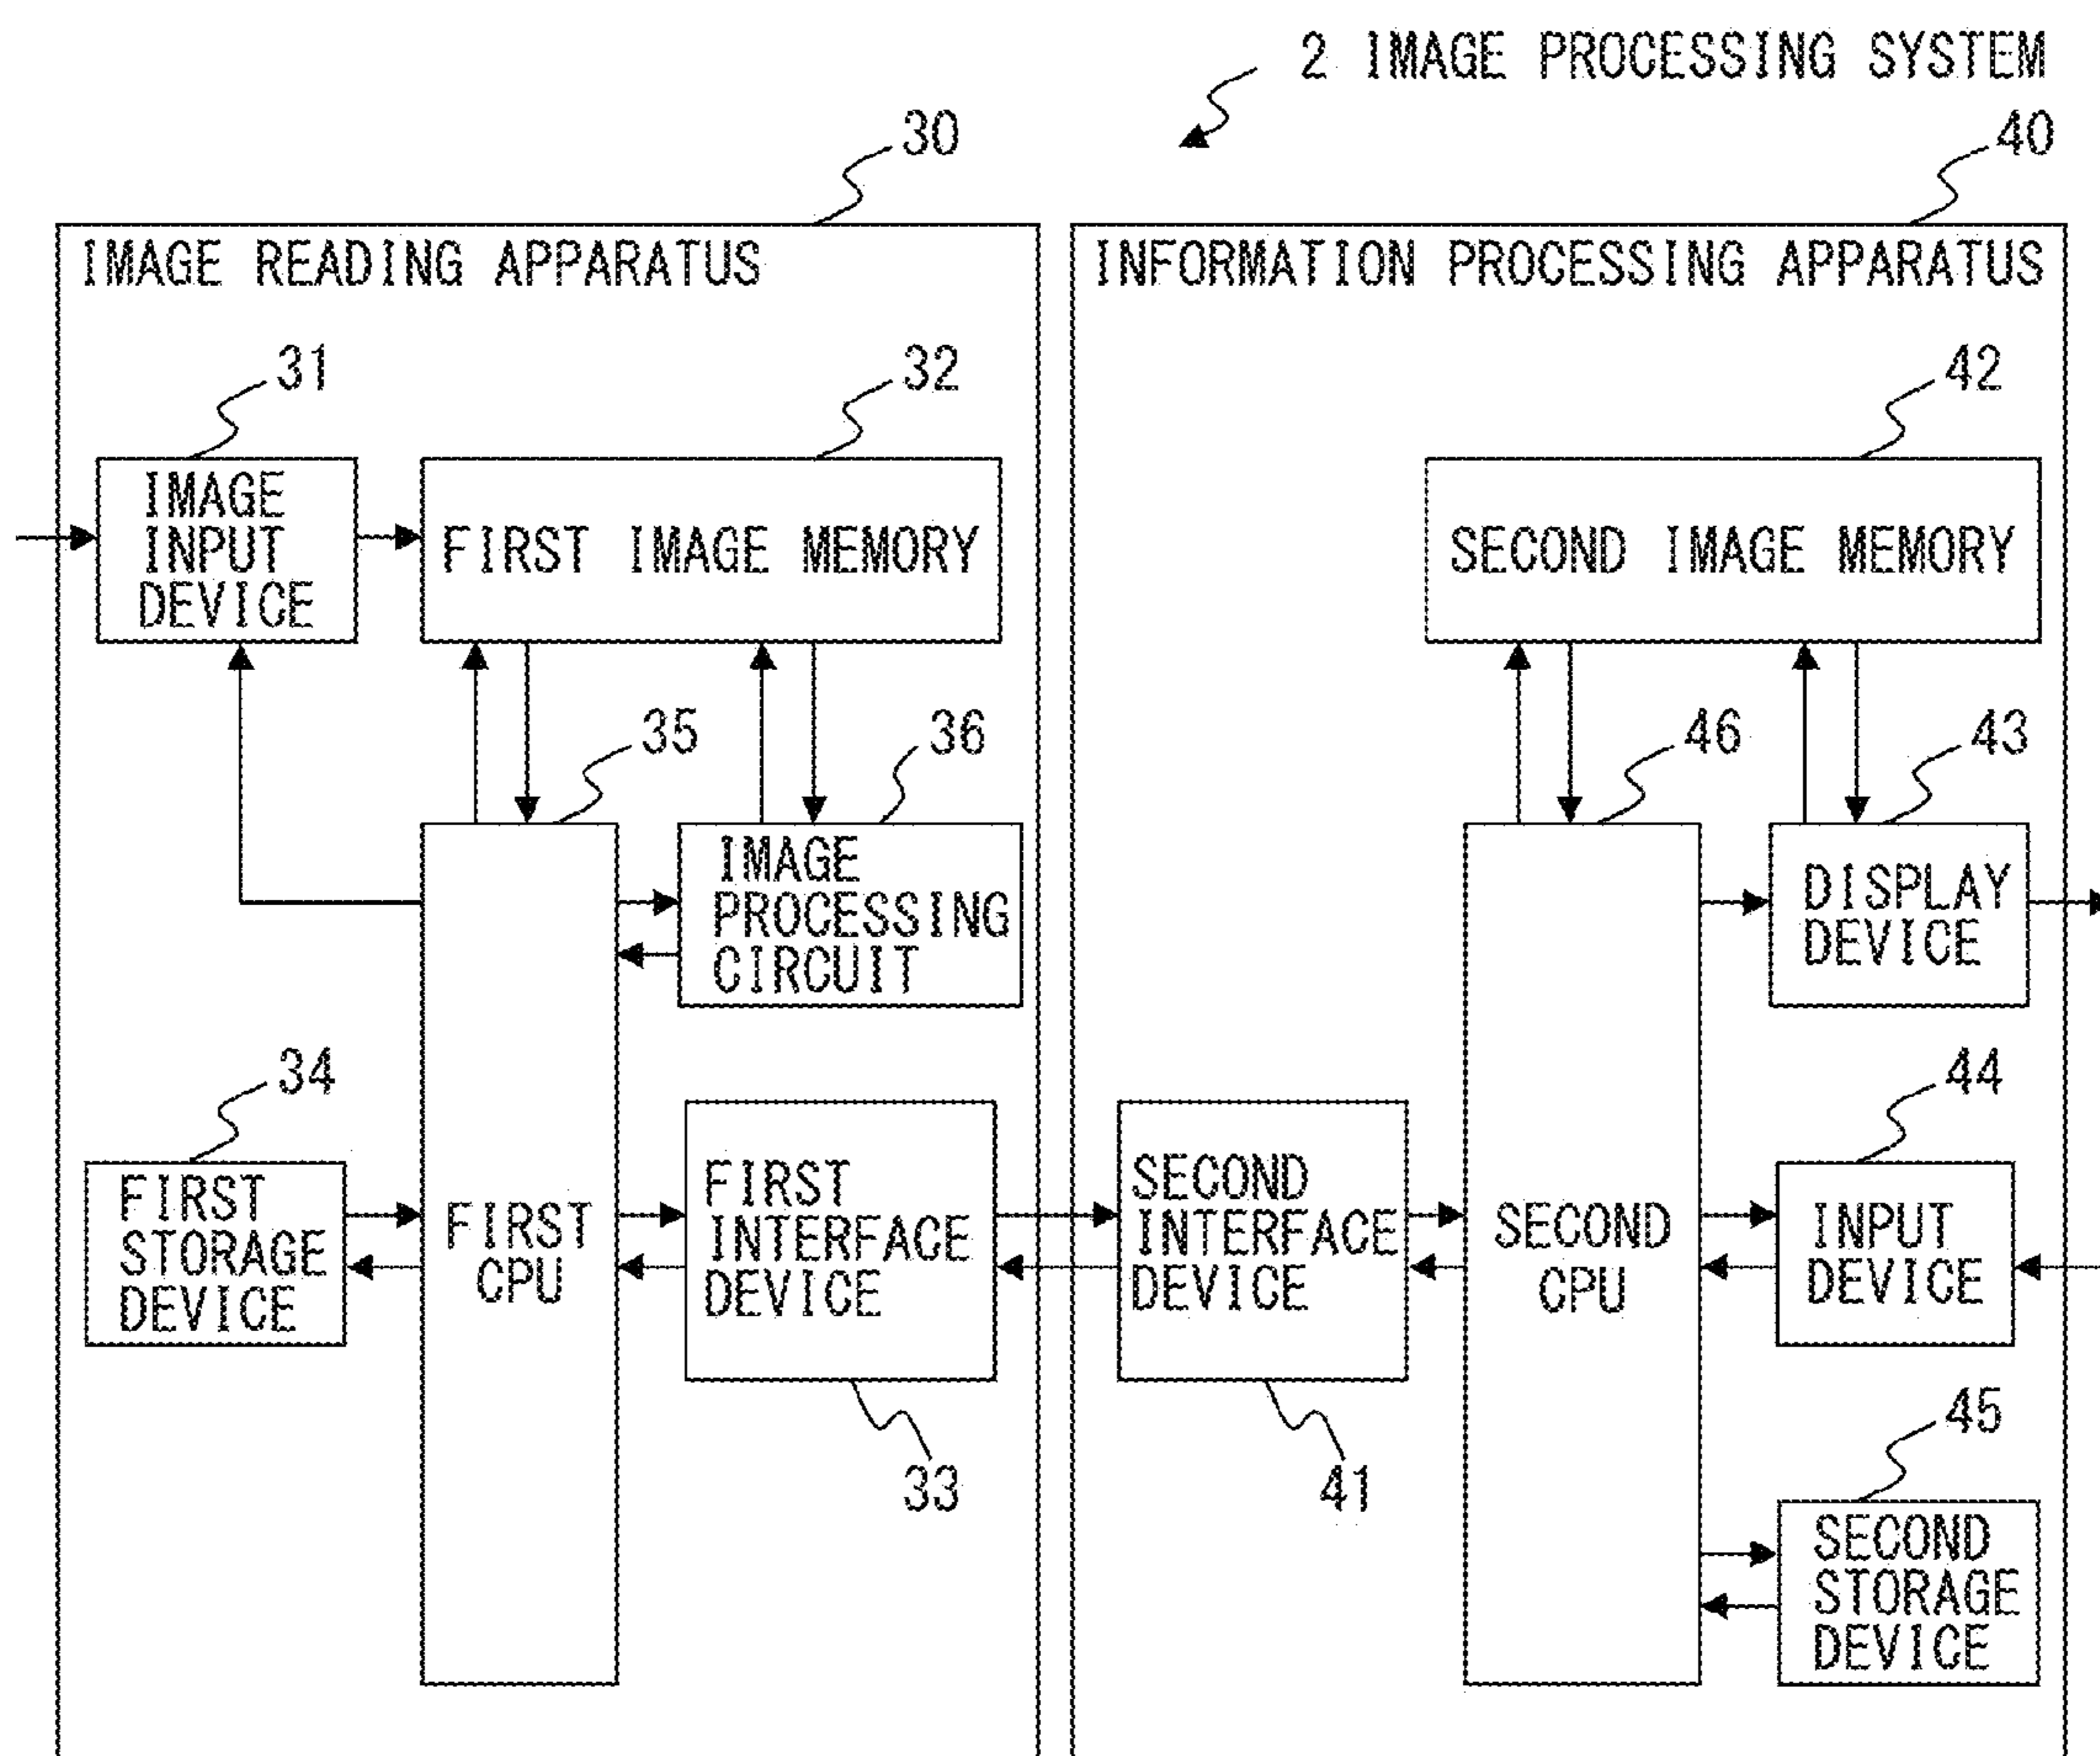 2 IMAGE PROCESSING SYSTEM
30
40
IMAGE READING APPARATUS
INFORMATION PROCESSING APPARATUS
31
32
42
IMAGE
INPUT
DEVICE
FIRST IMAGE MEMORY
SECOND IMAGE MEMORY
35
36
46
43
IMAGE
PROCESSING
CIRCUIT
DISPLAY
DEVICE
34
44
FIRST
STORAGE
DEVICE
FIRST
CPU
FIRST
INTERFACE
DEVICE
SECOND
INTERFACE
DEVICE
SECOND
CPU
INPUT
DEVICE
33
41
45
SECOND
STORAGE
DEVICE